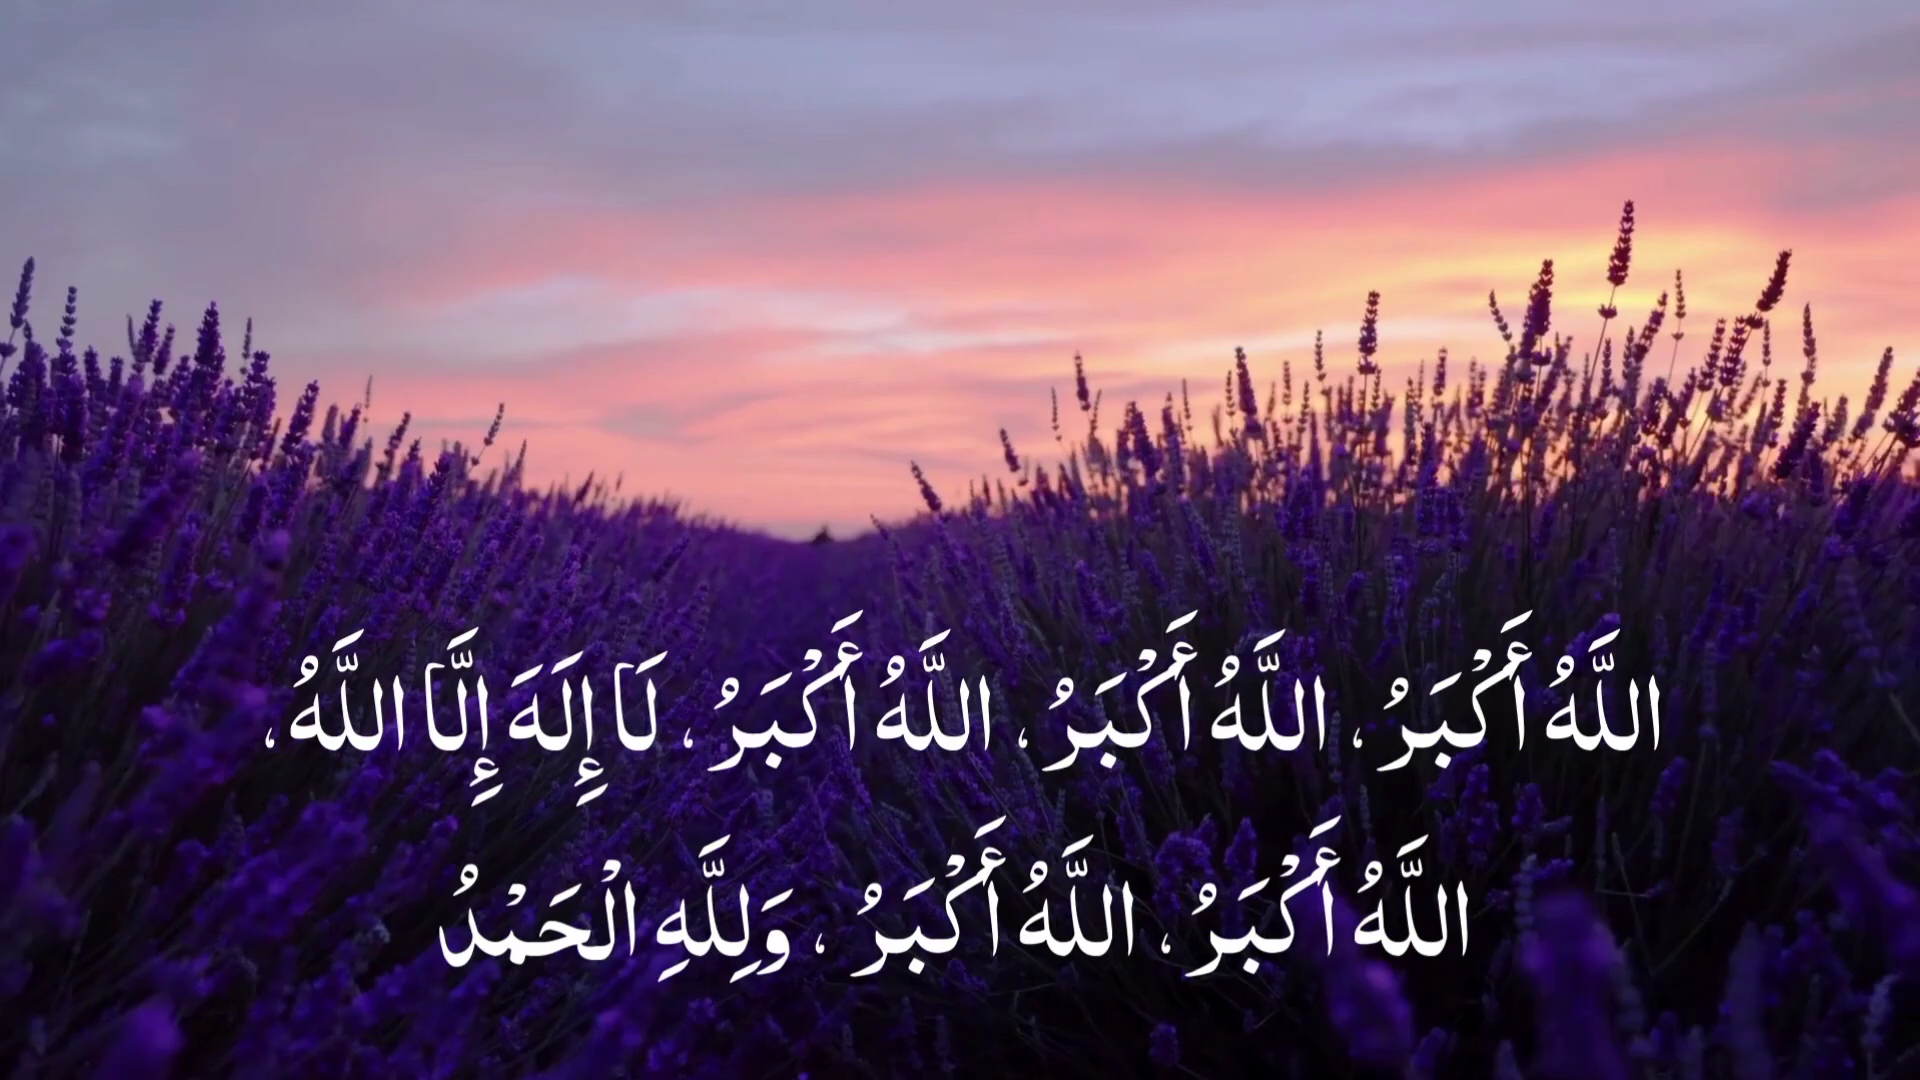 اللَّهُ أَكْبَرُ، اللَّهُ أَكْبَرُ، اللَّهُ أَكْبَرُ، لَا إِلَهَ إِلَّا اللَّهُ،
اللَّهُ أَكْبَرُ، اللَّهُ أَكْبَرُ، وَلِلَّهِ الْحَمْدُ